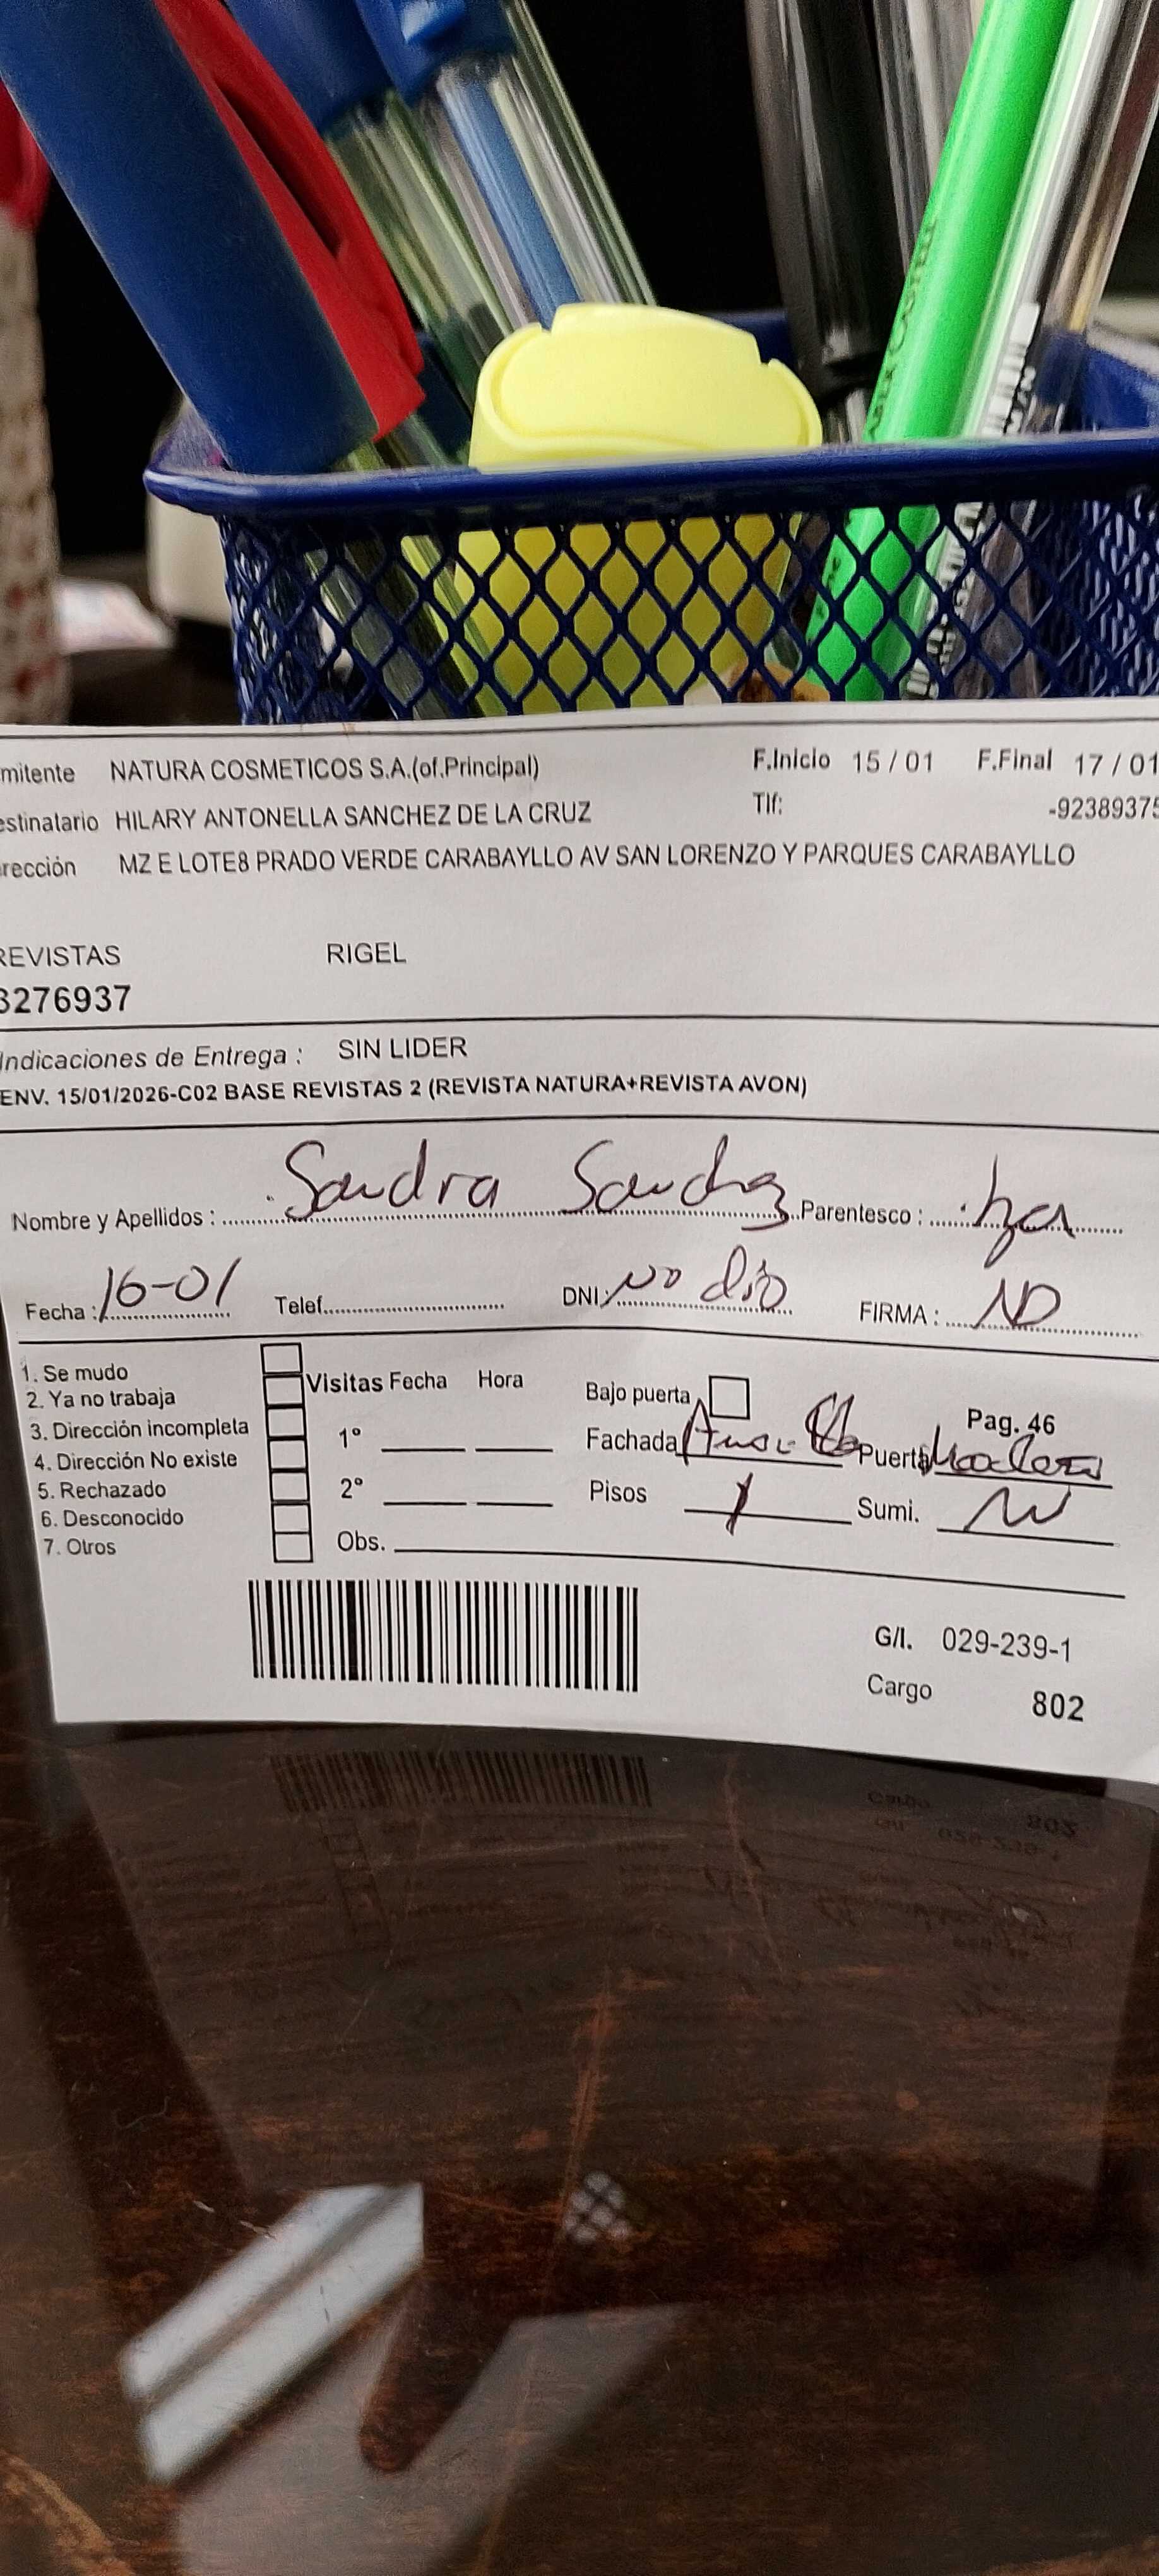 mitente NATURA COSMETICOS S.A.(of.Principal) F.Inicio 15 / 01 F.Final 17 / 01
estinatario HILARY ANTONELLA SANCHEZ DE LA CRUZ Tlf: -92389375
rección MZ E LOTE8 PRADO VERDE CARABAYLLO AV SAN LORENZO Y PARQUES CARABAYLLO
REVISTAS RIGEL
3276937
Indicaciones de Entrega : SIN LIDER
ENV. 15/01/2026-C02 BASE REVISTAS 2 (REVISTA NATURA+REVISTA AVON)
Nombre y Apellidos : Sandra Sanchez Parentesco :
Fecha : 16-01 Telef. DNI: No dio FIRMA : ND
1. Se mudo
2. Ya no trabaja
3. Dirección incompleta
4. Dirección No existe
5. Rechazado
6. Desconocido
7. Otros
Visitas Fecha Hora
1°
2°
Obs.
Bajo puerta Pag. 46
Fachada Puerta Madera
Pisos 1 Sumi.
G/I. 029-239-1
Cargo 802